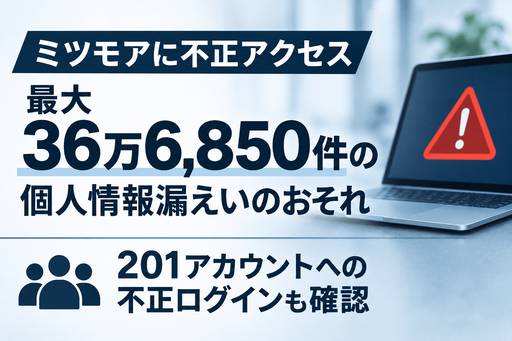 ミツモアに不正アクセス
最大
36万6,850件の
個人情報漏えいのおそれ
201アカウントへの
不正ログインも確認